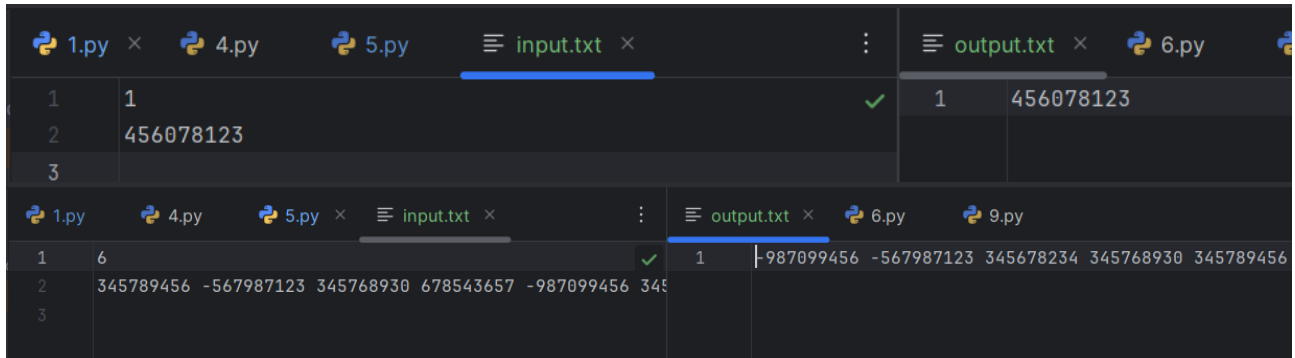 1.py × 4.py 5.py input.txt × output.txt × 6.py
1 1
2 456078123
3
1 456078123
1.py 4.py 5.py × input.txt × output.txt × 6.py 9.py
1 6
2 345789456 -567987123 345768930 678543657 -987099456 345
3
1 -987099456 -567987123 345678234 345768930 345789456